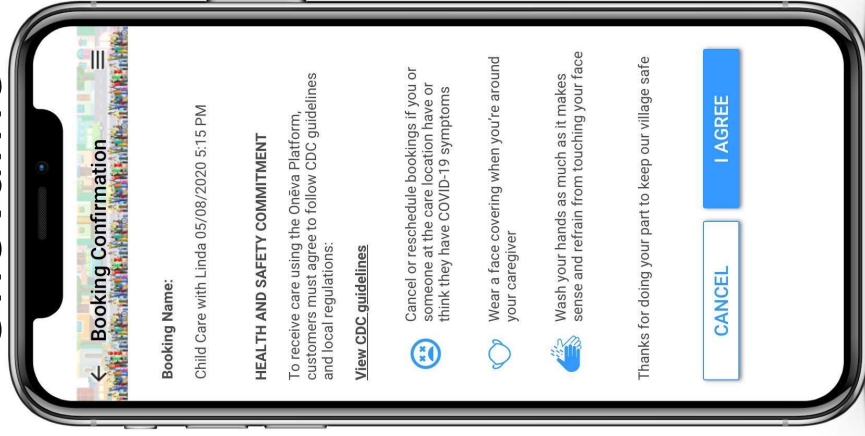 Booking Confirmation
Booking Name:
Child Care with Linda 05/08/2020 5:15 PM
HEALTH AND SAFETY COMMITMENT
To receive care using the Onēva Platform,
customers must agree to follow CDC guidelines
and local regulations:
View CDC guidelines
Cancel or reschedule bookings if you or
someone at the care location have or
think they have COVID-19 symptoms
Wear a face covering when you're around
your caregiver
Wash your hands as much as it makes
sense and refrain from touching your face
Thanks for doing your part to keep our village safe
CANCEL
I AGREE